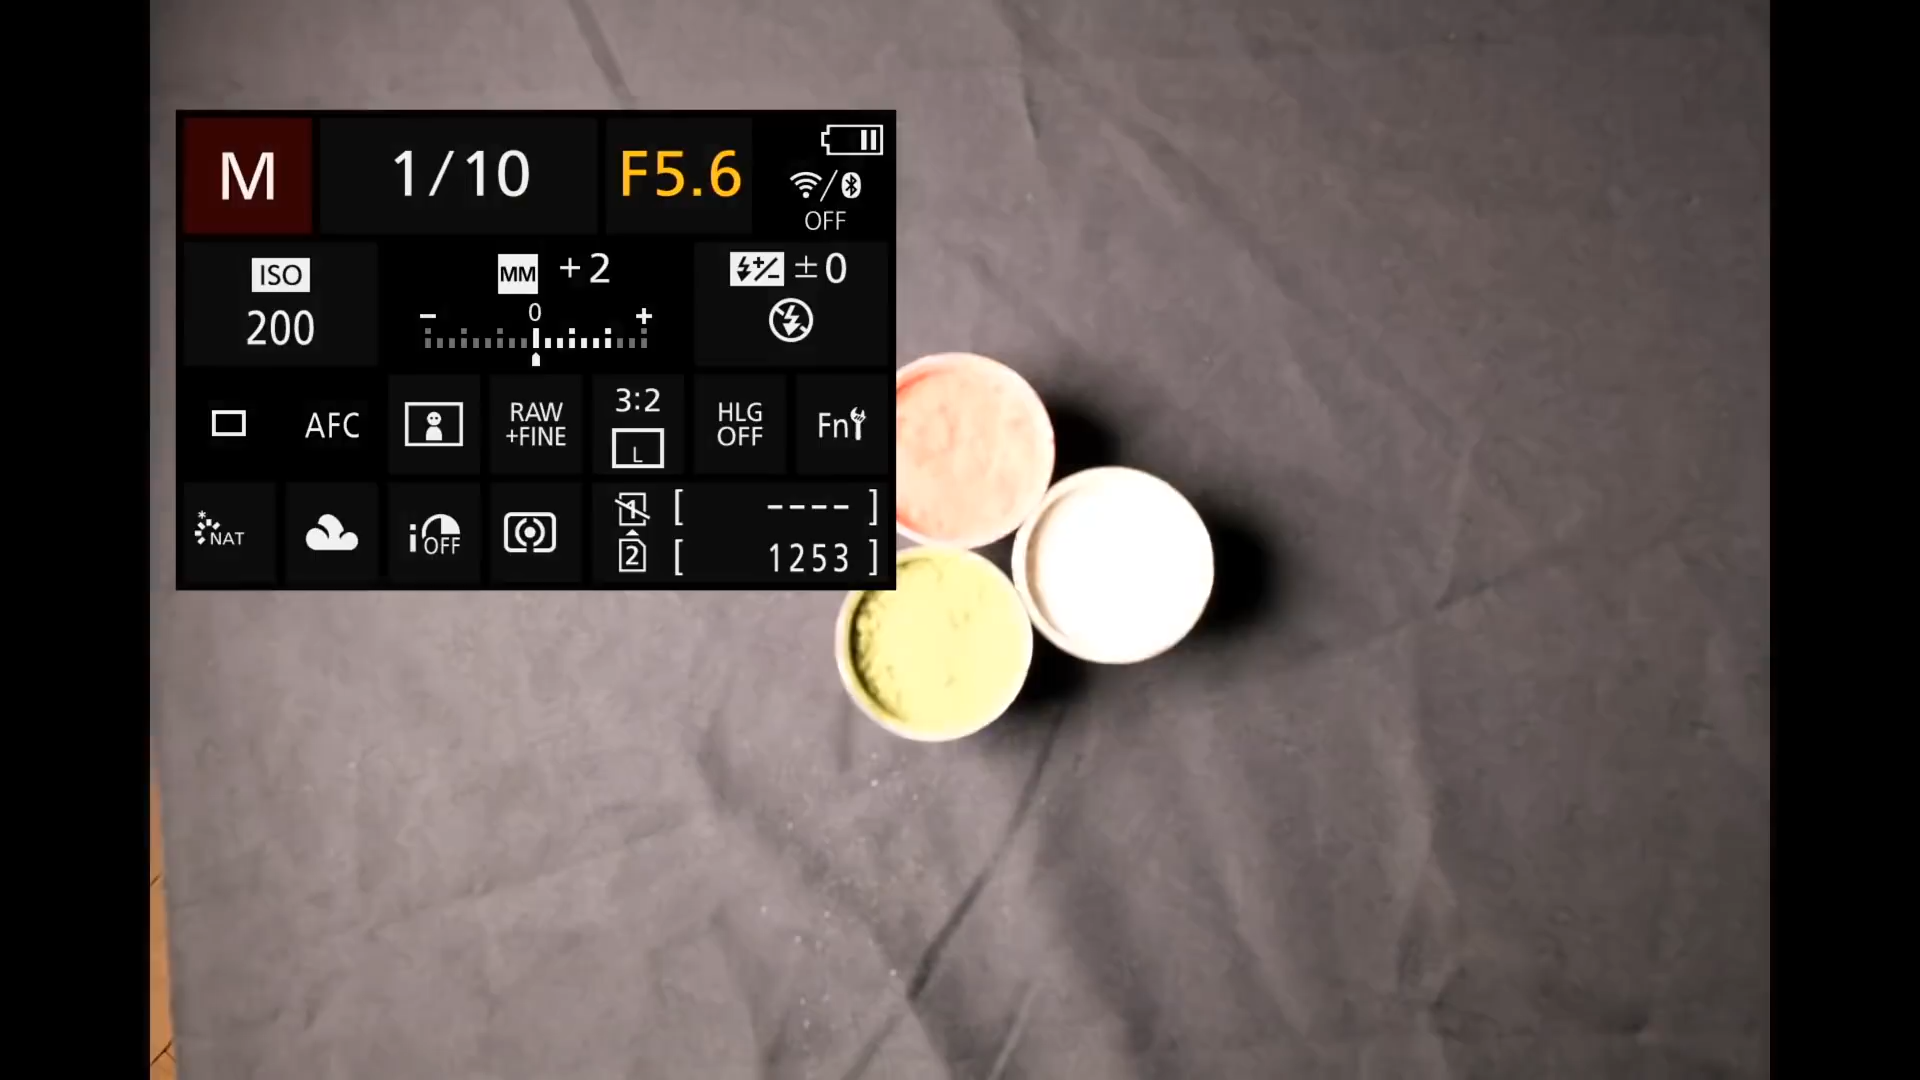 M 1/10 F5.6
OFF
ISO MM +2 ±0
200 - 0 +
AFC RAW +FINE 3:2 L HLG OFF Fn
NAT i OFF 1 [ ---- ]
2 [ 1253 ]